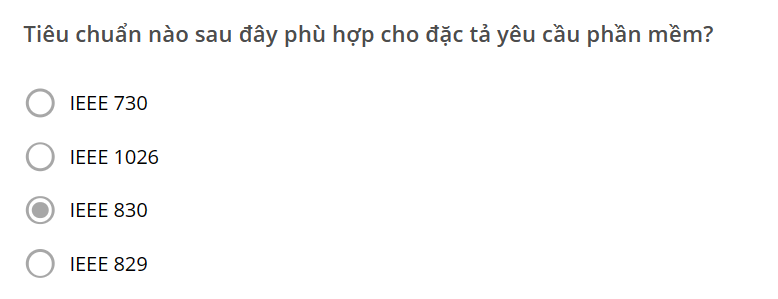 Tiêu chuẩn nào sau đây phù hợp cho đặc tả yêu cầu phần mềm?
IEEE 730
IEEE 1026
IEEE 830
IEEE 829